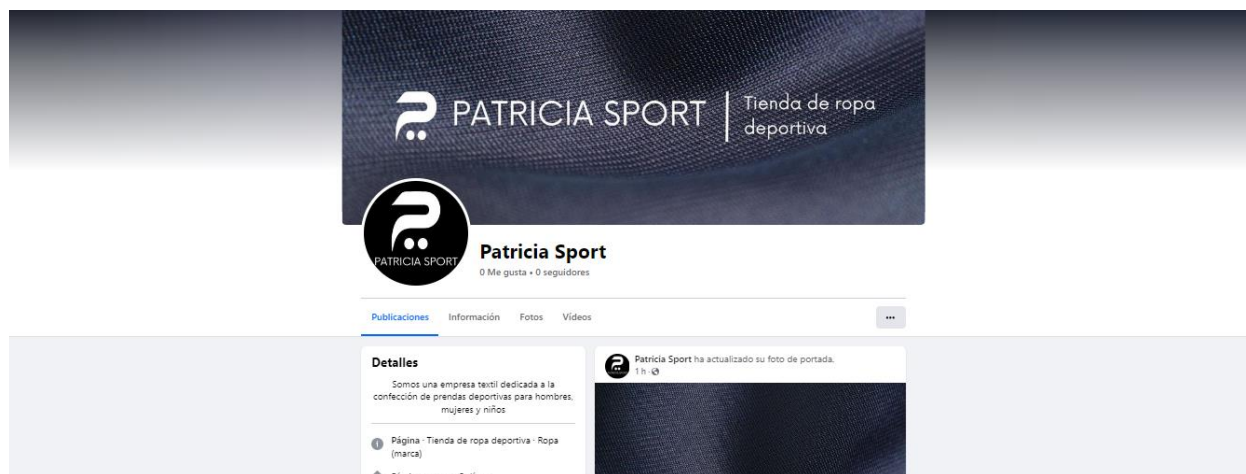 PATRICIA SPORT
Tienda de ropa
deportiva
PATRICIA SPORT
Patricia Sport
0 Me gusta • 0 seguidores
Publicaciones
Información
Fotos
Vídeos
Detalles
Somos una empresa textil dedicada a la
confección de prendas deportivas para hombres,
mujeres y niños
Página · Tienda de ropa deportiva · Ropa
(marca)
Patricia Sport ha actualizado su foto de portada.
1 h ·